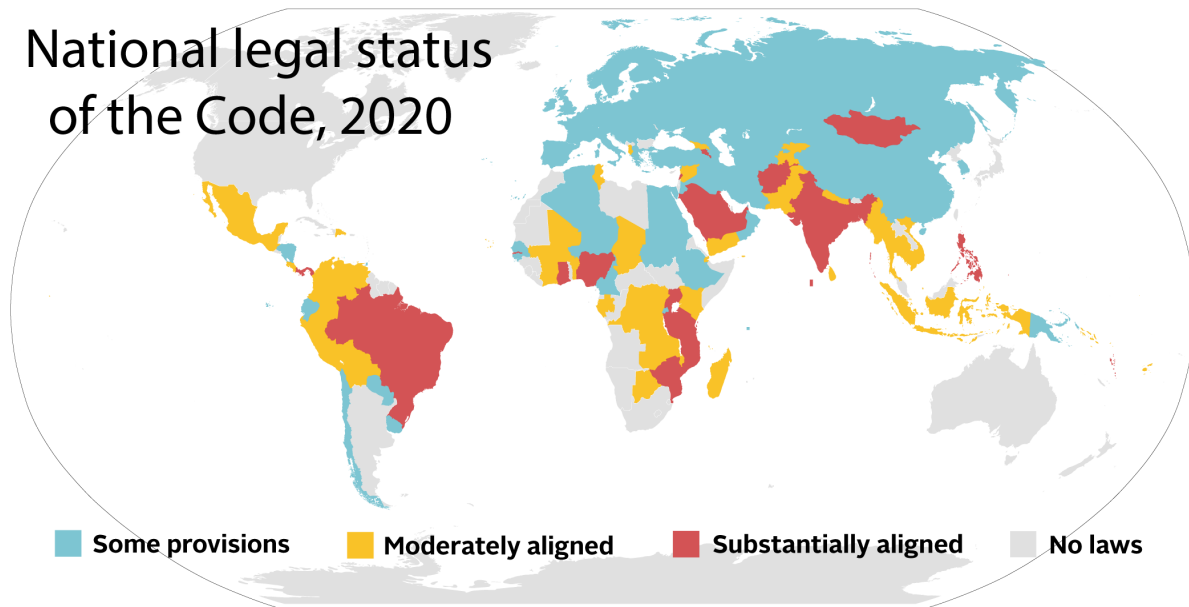 National legal status
of the Code, 2020
Some provisions
Moderately aligned
Substantially aligned
No laws